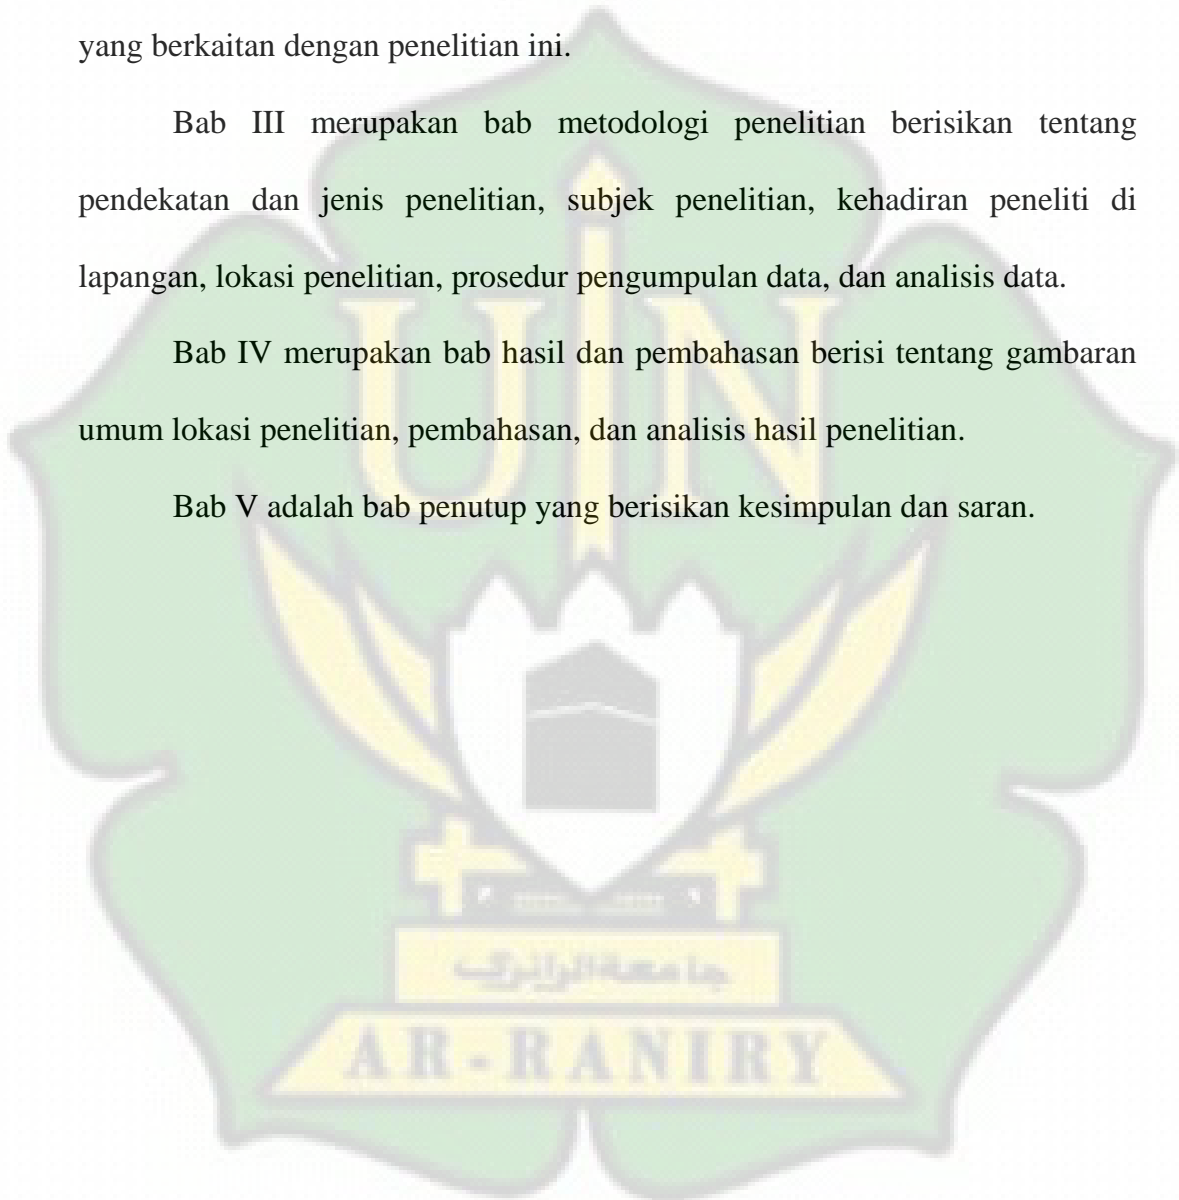 yang berkaitan dengan penelitian ini.
Bab III merupakan bab metodologi penelitian berisikan tentang
pendekatan dan jenis penelitian, subjek penelitian, kehadiran peneliti di
lapangan, lokasi penelitian, prosedur pengumpulan data, dan analisis data.
Bab IV merupakan bab hasil dan pembahasan berisi tentang gambaran
umum lokasi penelitian, pembahasan, dan analisis hasil penelitian.
Bab V adalah bab penutup yang berisikan kesimpulan dan saran.
UIN
جامعة الرانري
AR-RANIRY